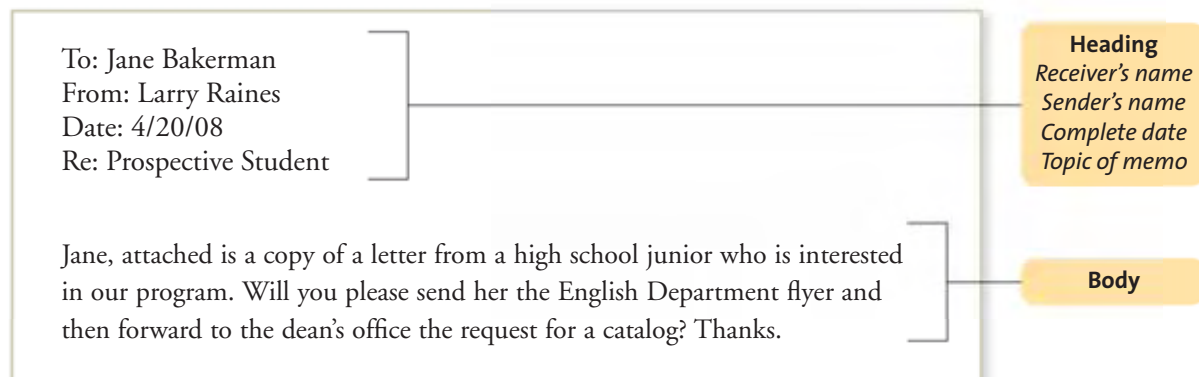 To: Jane Bakerman
From: Larry Raines
Date: 4/20/08
Re: Prospective Student
Heading
Receiver's name
Sender's name
Complete date
Topic of memo
Jane, attached is a copy of a letter from a high school junior who is interested
in our program. Will you please send her the English Department flyer and
then forward to the dean's office the request for a catalog? Thanks.
Body